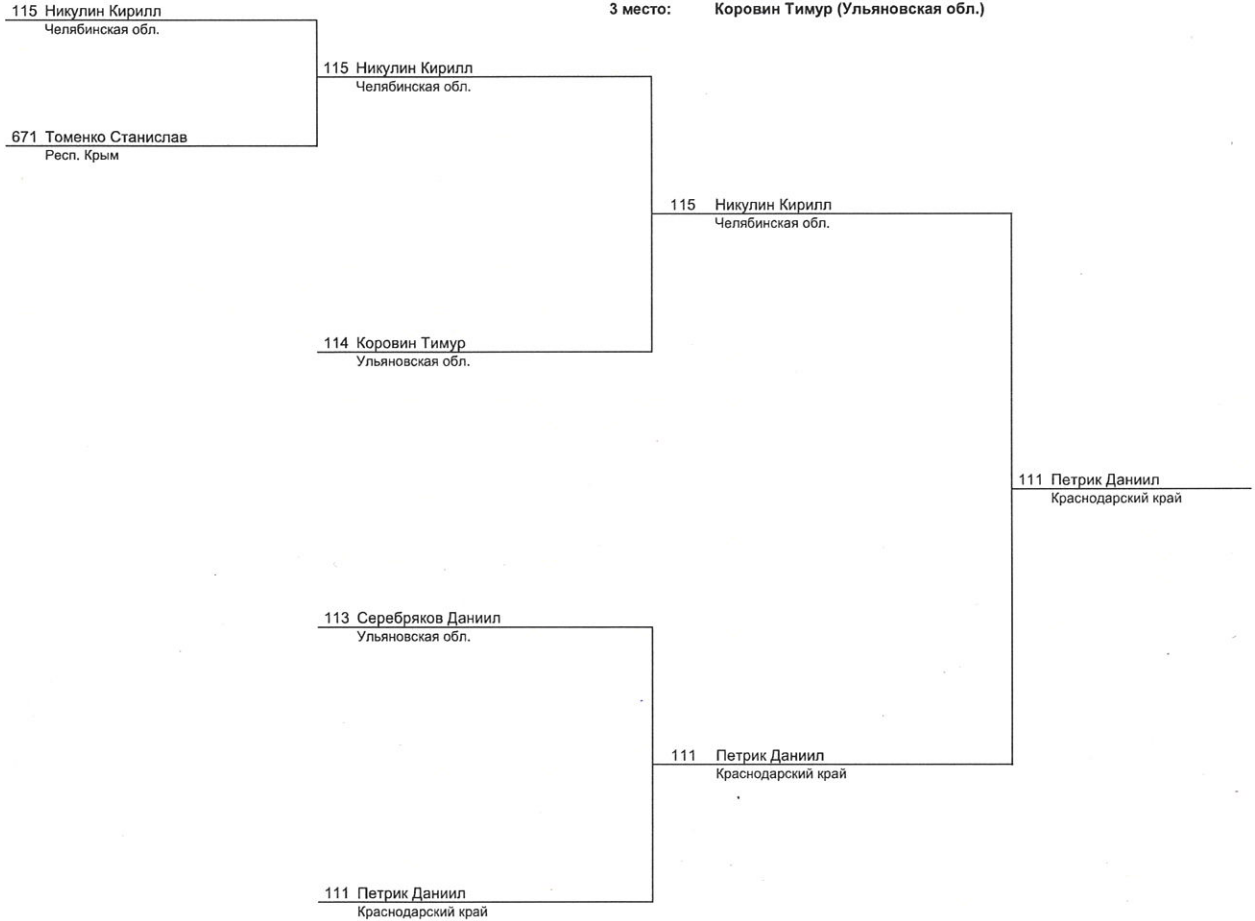 115 Никулин Кирилл
Челябинская обл.
3 место: Коровин Тимур (Ульяновская обл.)
115 Никулин Кирилл
Челябинская обл.
671 Томенко Станислав
Респ. Крым
115 Никулин Кирилл
Челябинская обл.
114 Коровин Тимур
Ульяновская обл.
111 Петрик Даниил
Краснодарский край
113 Серебряков Даниил
Ульяновская обл.
111 Петрик Даниил
Краснодарский край
111 Петрик Даниил
Краснодарский край